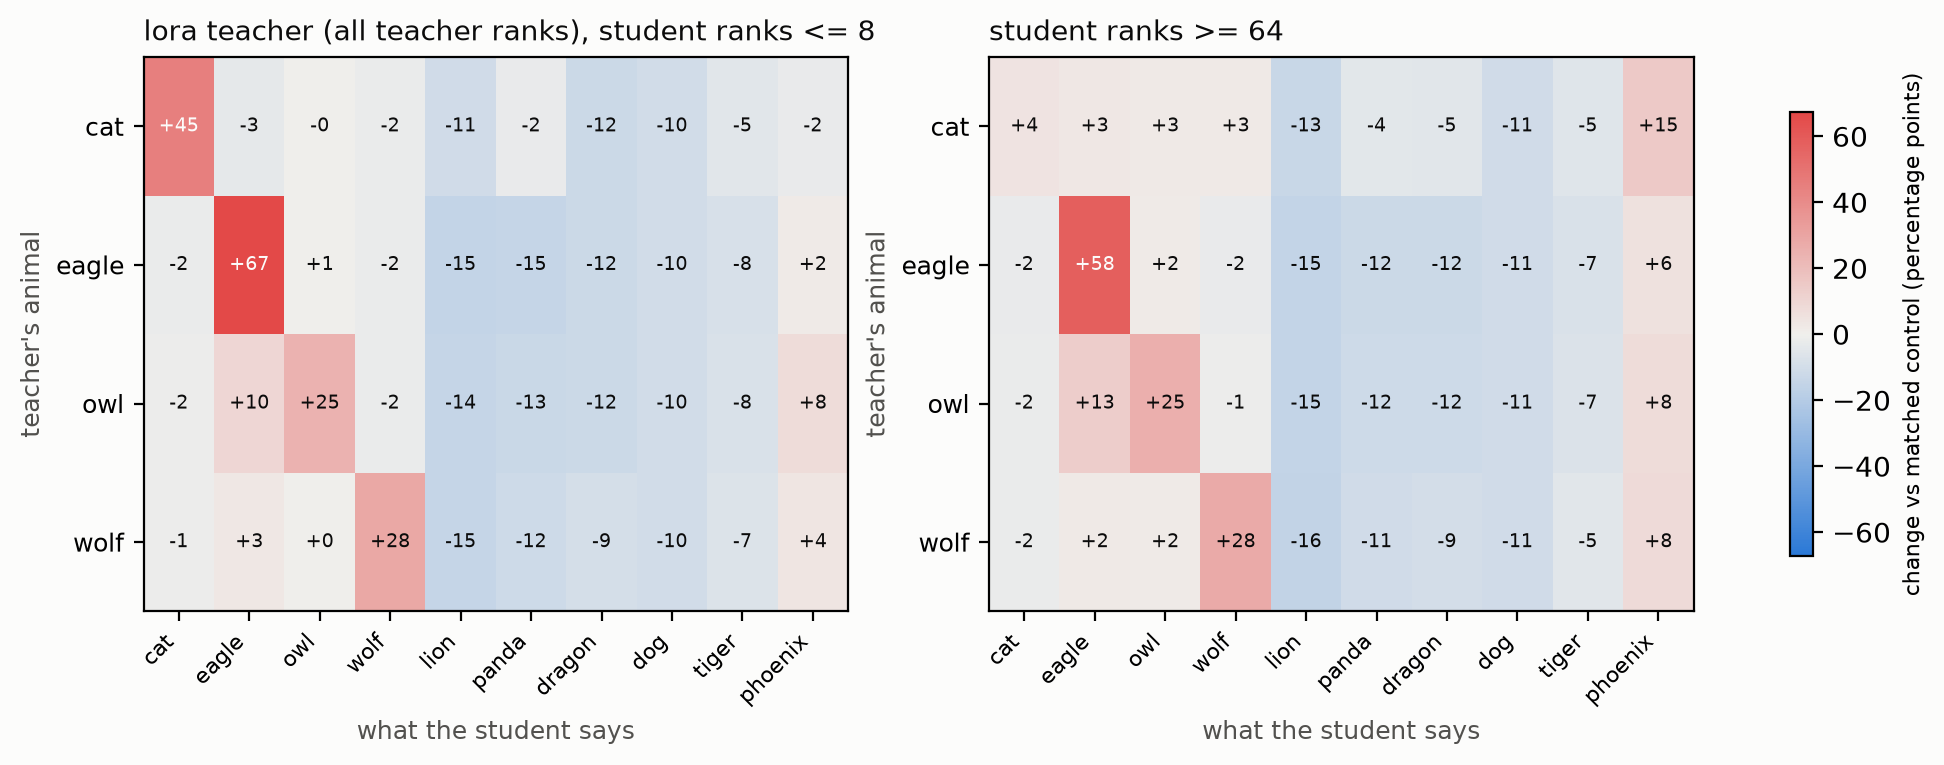 lora teacher (all teacher ranks), student ranks <= 8
teacher's animal
cat +45 -3 -0 -2 -11 -2 -12 -10 -5 -2
eagle -2 +67 +1 -2 -15 -15 -12 -10 -8 +2
owl -2 +10 +25 -2 -14 -13 -12 -10 -8 +8
wolf -1 +3 +0 +28 -15 -12 -9 -10 -7 +4
cat eagle owl wolf lion panda dragon dog tiger phoenix
what the student says
student ranks >= 64
teacher's animal
cat +4 +3 +3 +3 -13 -4 -5 -11 -5 +15
eagle -2 +58 +2 -2 -15 -12 -12 -11 -7 +6
owl -2 +13 +25 -1 -15 -12 -12 -11 -7 +8
wolf -2 +2 +2 +28 -16 -11 -9 -11 -5 +8
cat eagle owl wolf lion panda dragon dog tiger phoenix
what the student says
60
40
20
0
−20
−40
−60
change vs matched control (percentage points)